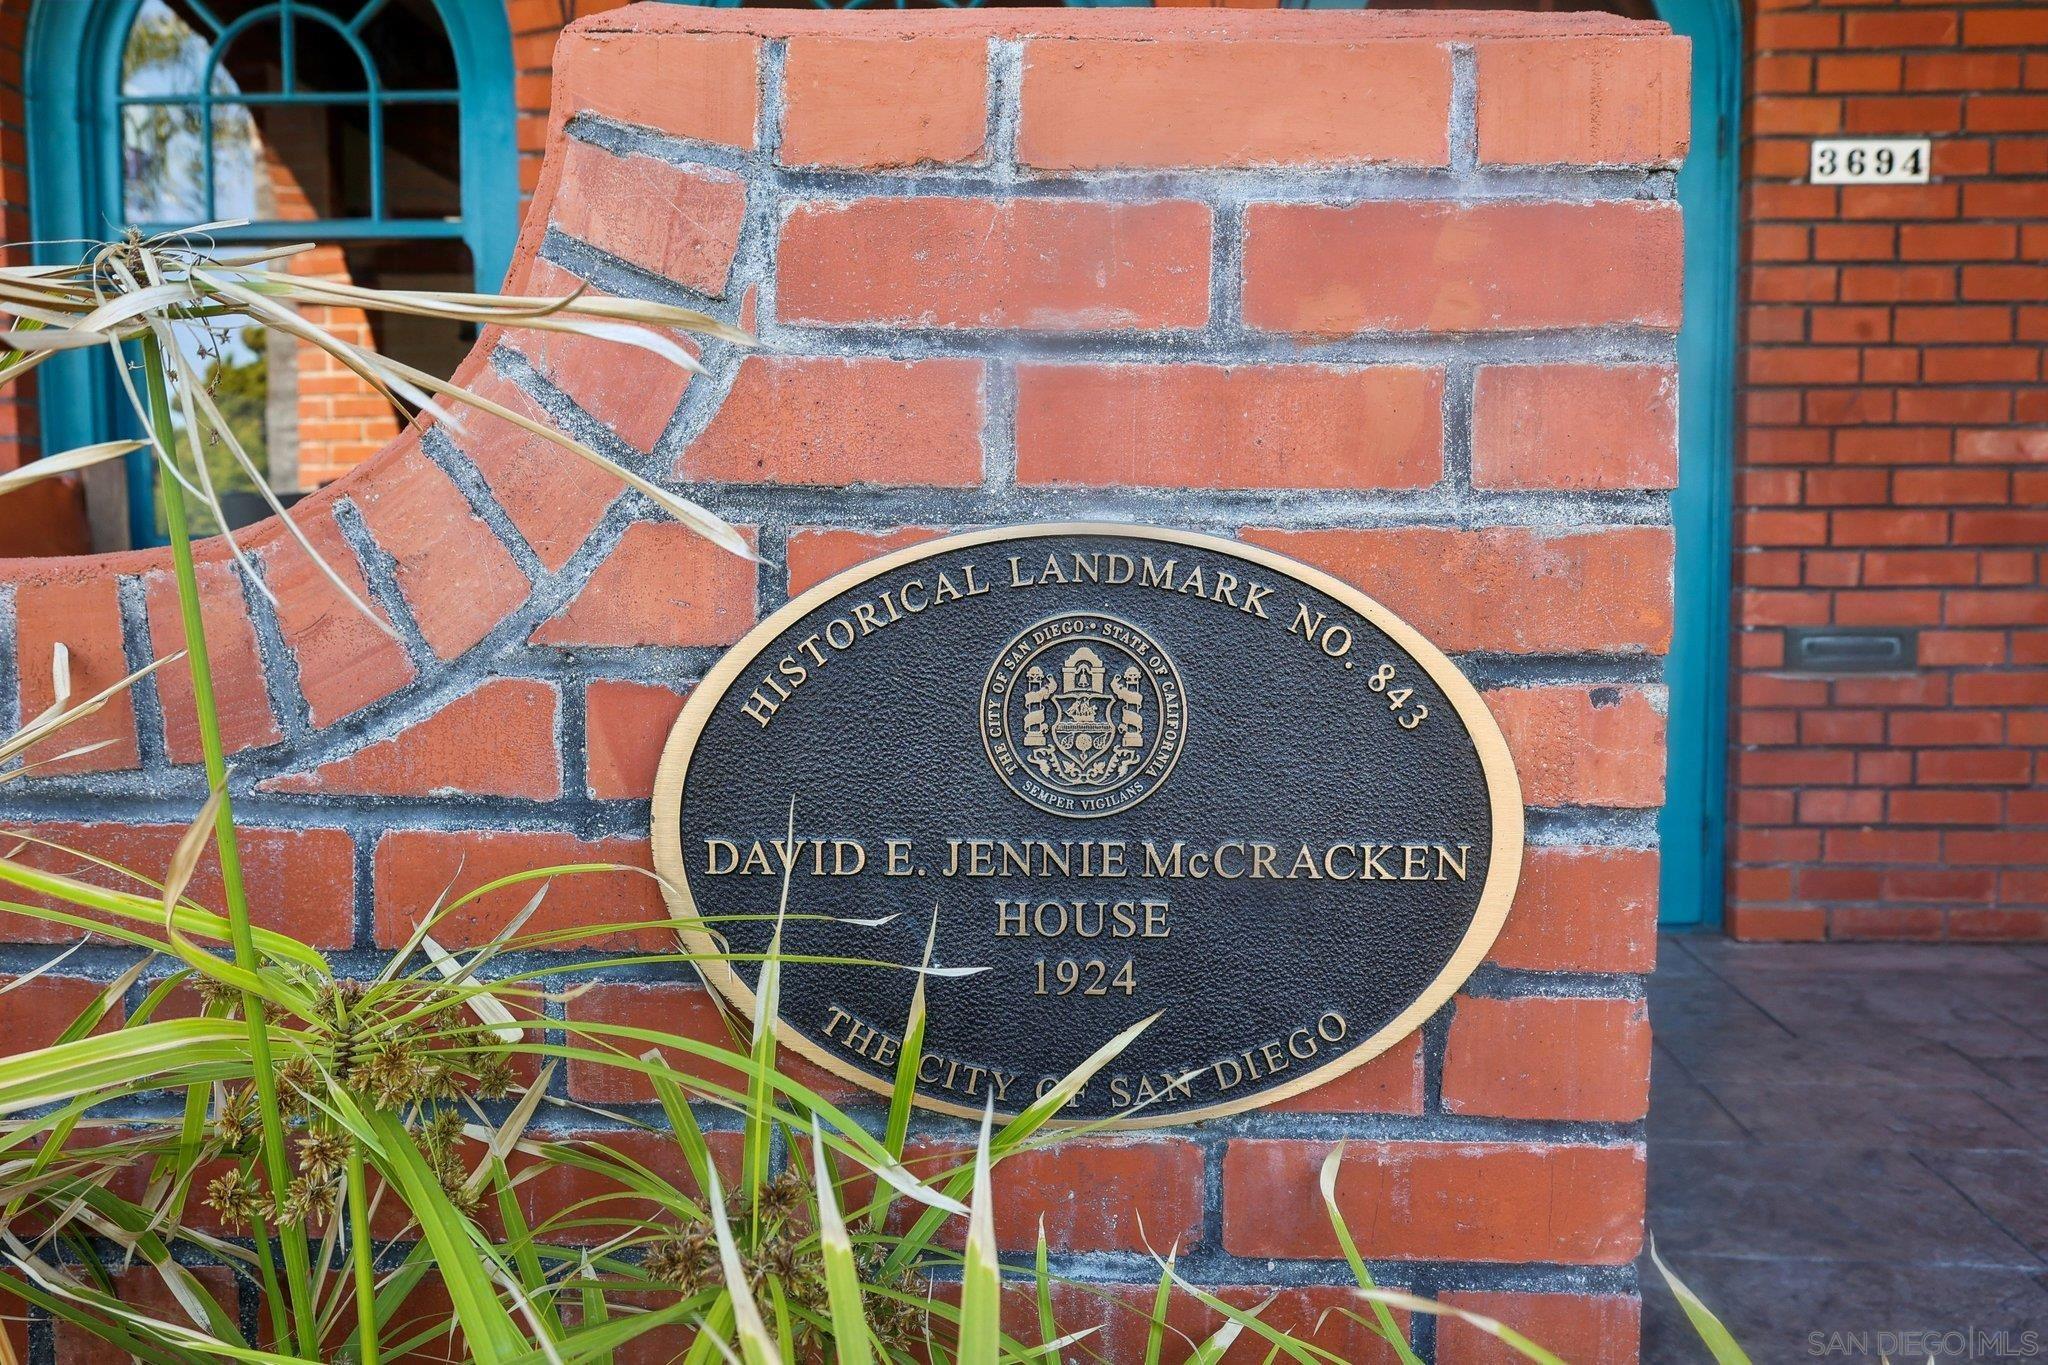 3694
HISTORICAL LANDMARK NO. 843
THE CITY OF SAN DIEGO • STATE OF CALIFORNIA
SEMPER VIGILANS
DAVID E. JENNIE McCRACKEN
HOUSE
1924
THE CITY OF SAN DIEGO
SAN DIEGO|MLS